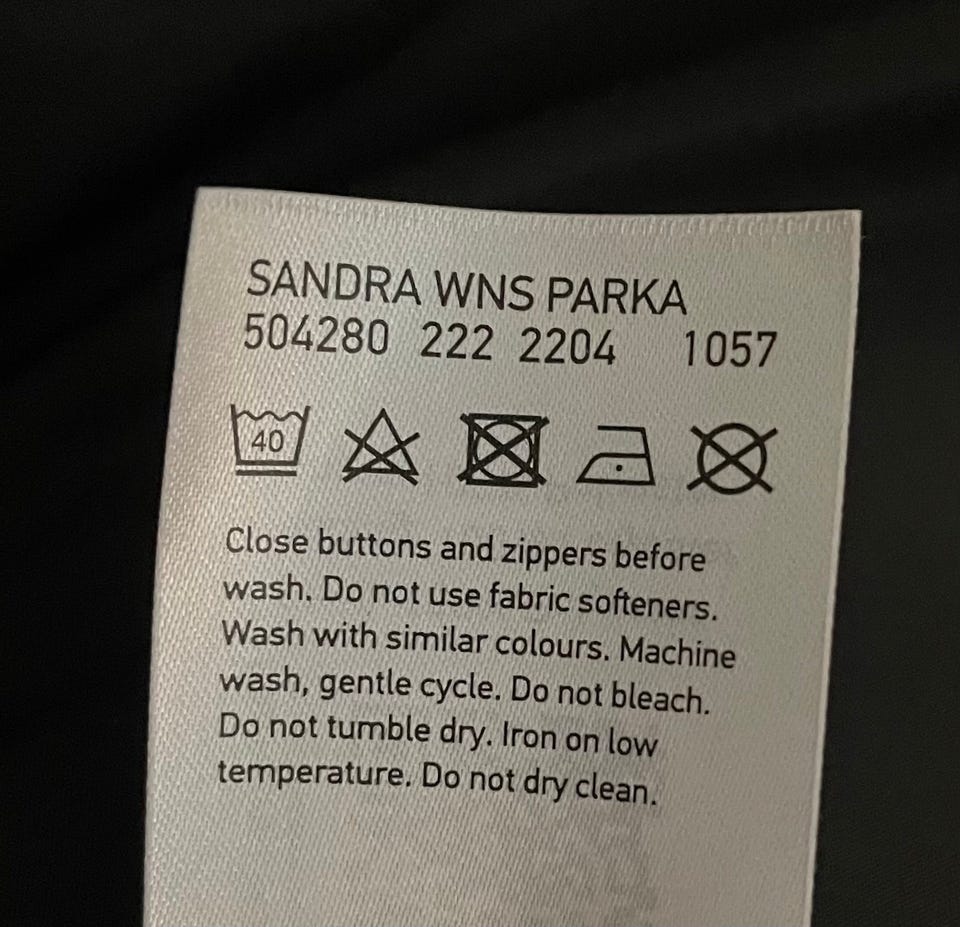 SANDRA WNS PARKA
504280 222 2204 1057
40
Close buttons and zippers before
wash. Do not use fabric softeners.
Wash with similar colours. Machine
wash, gentle cycle. Do not bleach.
Do not tumble dry. Iron on low
temperature. Do not dry clean.